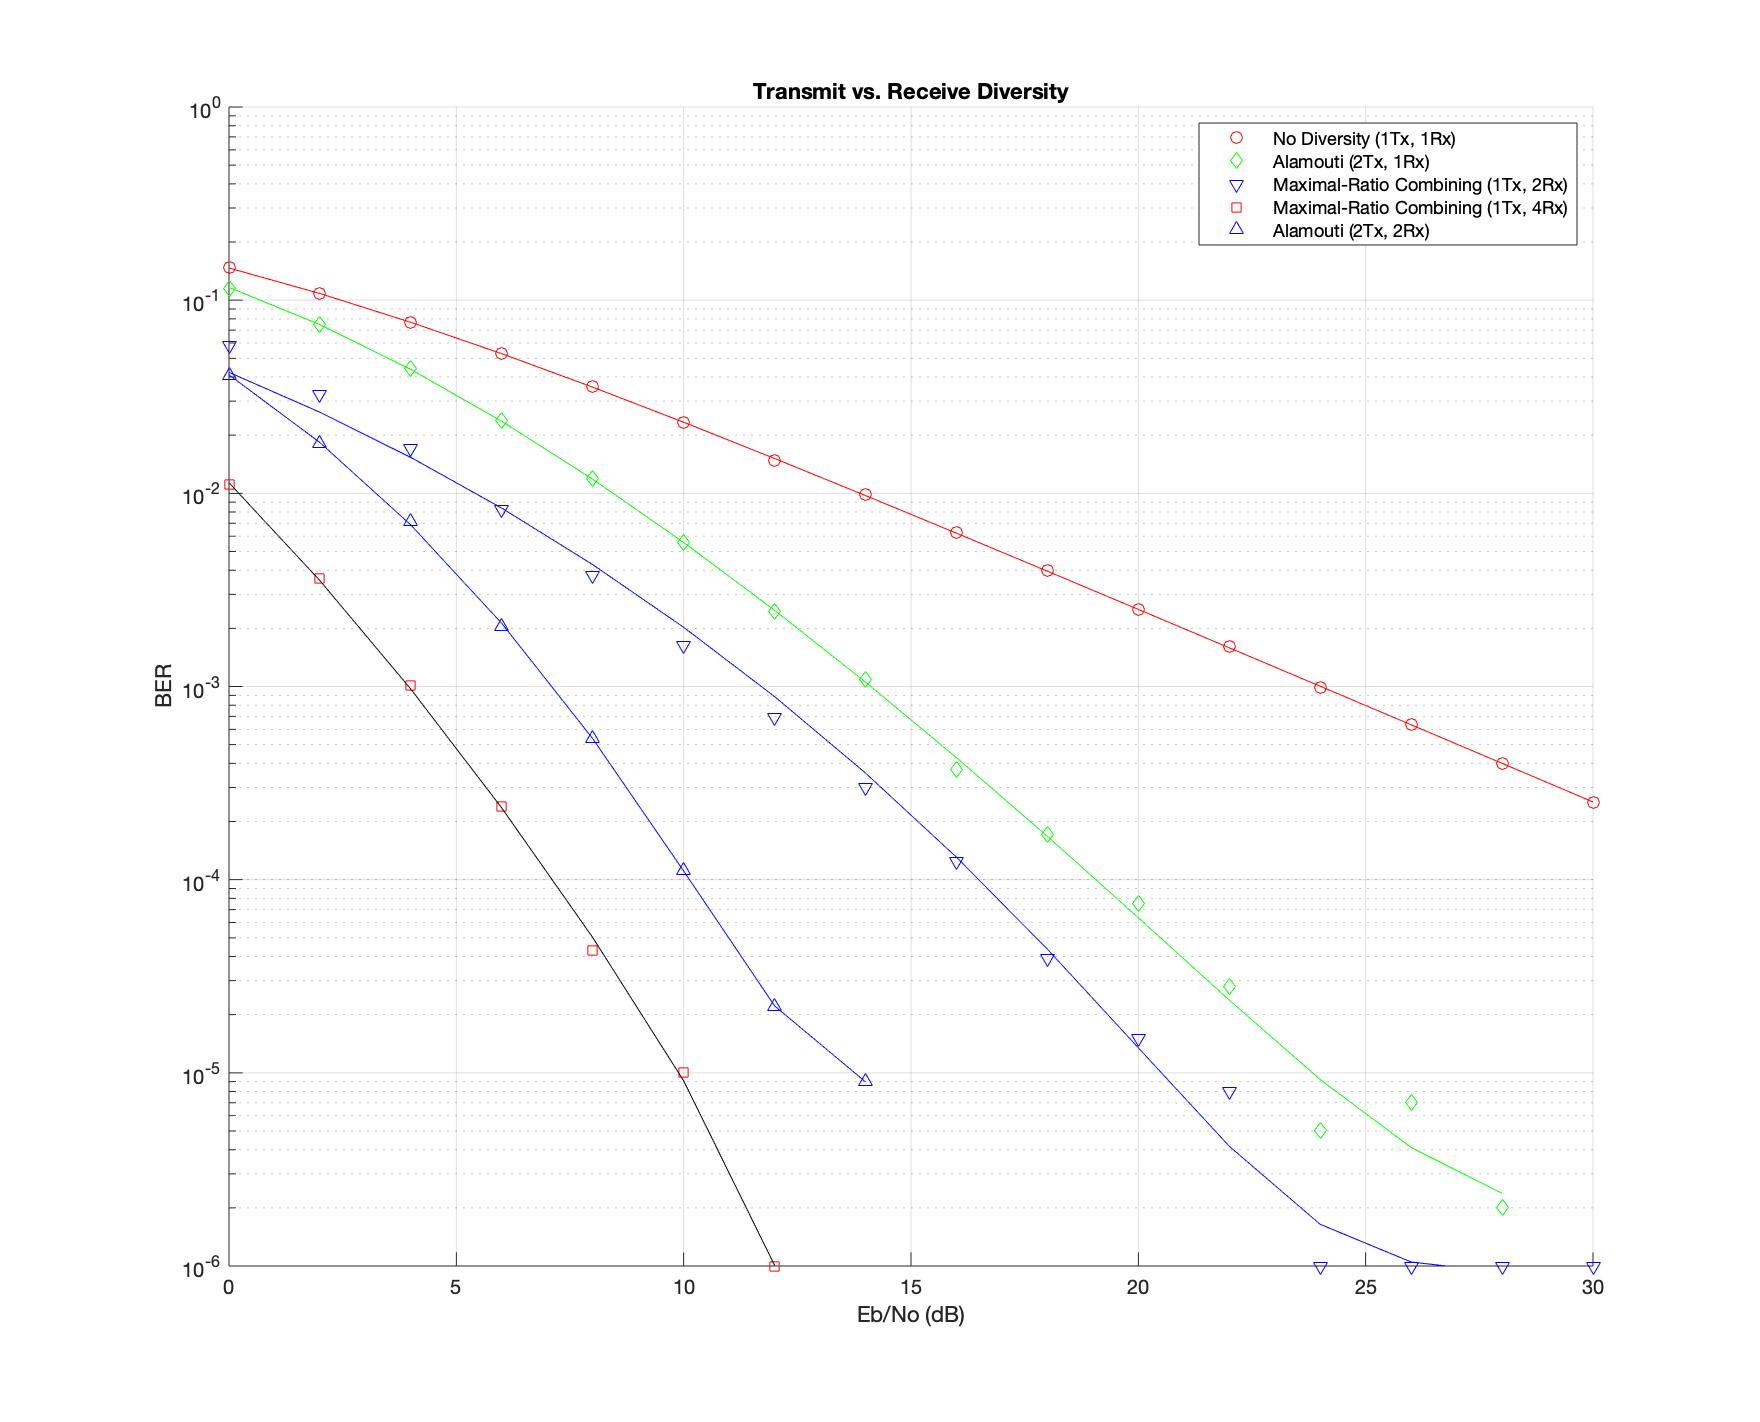 Transmit vs. Receive Diversity
No Diversity (1Tx, 1Rx)
Alamouti (2Tx, 1Rx)
Maximal-Ratio Combining (1Tx, 2Rx)
Maximal-Ratio Combining (1Tx, 4Rx)
Alamouti (2Tx, 2Rx)
10^0
10^-1
10^-2
10^-3
10^-4
10^-5
10^-6
BER
0 5 10 15 20 25 30
Eb/No (dB)